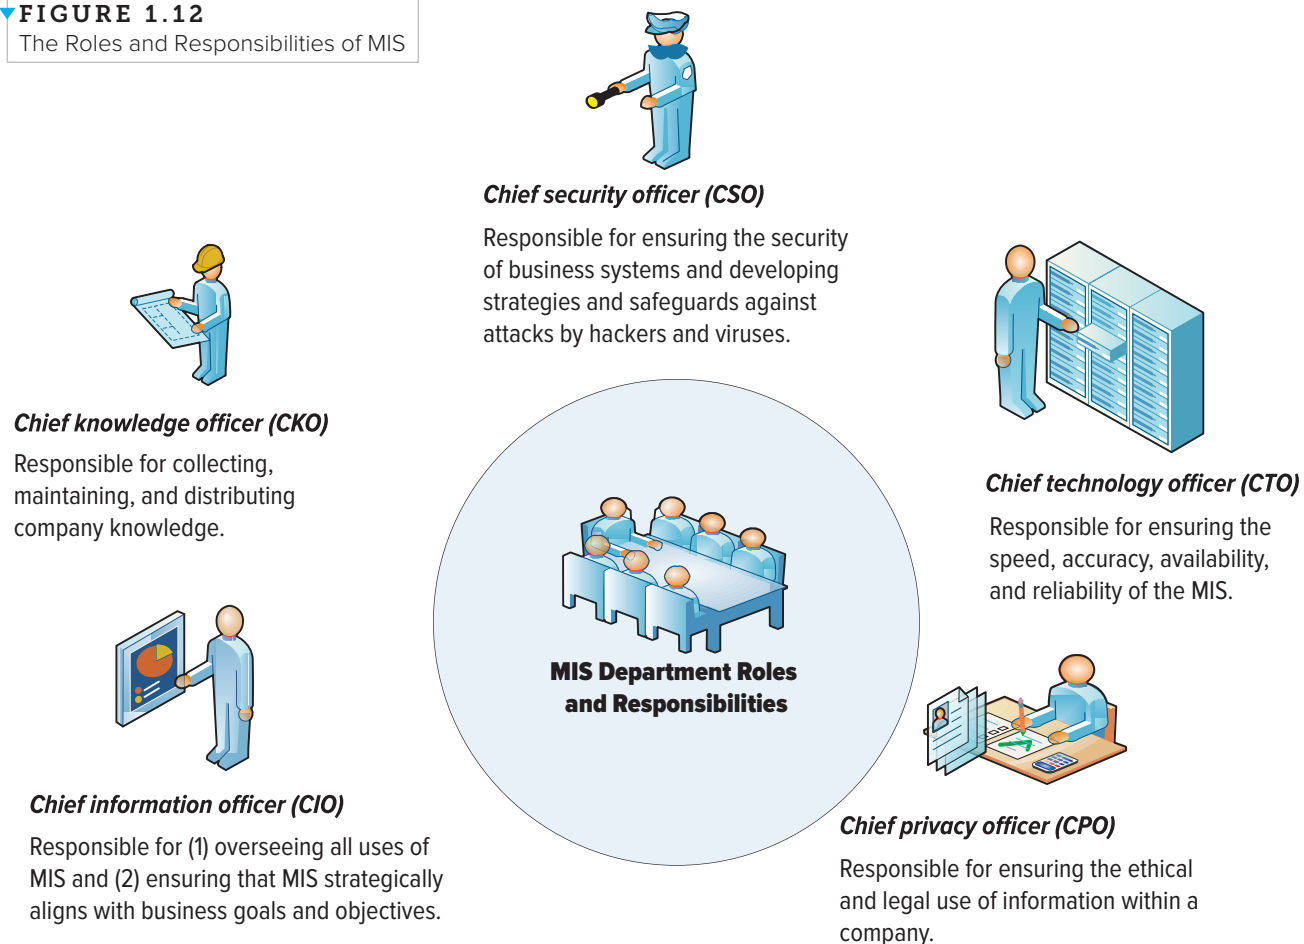 FIGURE 1.12
The Roles and Responsibilities of MIS
Chief security officer (CSO)
Responsible for ensuring the security
of business systems and developing
strategies and safeguards against
attacks by hackers and viruses.
Chief knowledge officer (CKO)
Responsible for collecting,
maintaining, and distributing
company knowledge.
Chief technology officer (CTO)
Responsible for ensuring the
speed, accuracy, availability,
and reliability of the MIS.
MIS Department Roles
and Responsibilities
Chief information officer (CIO)
Responsible for (1) overseeing all uses of
MIS and (2) ensuring that MIS strategically
aligns with business goals and objectives.
Chief privacy officer (CPO)
Responsible for ensuring the ethical
and legal use of information within a
company.